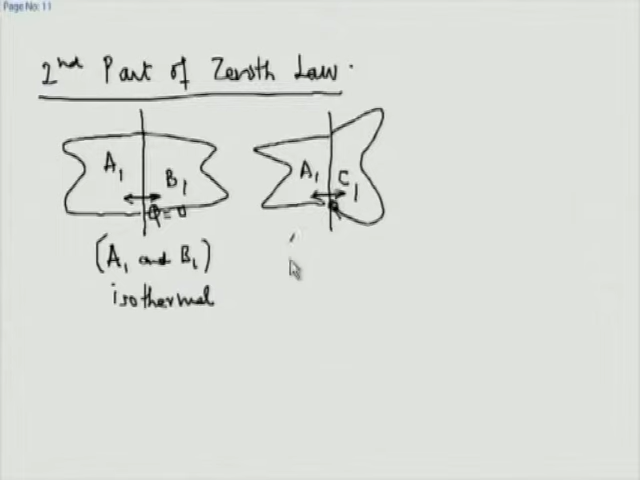 Page No: 11
2nd Part of Zeroth Law.
A1
B1
Q = 0
A1
C1
Q
(A1 and B1)
isothermal